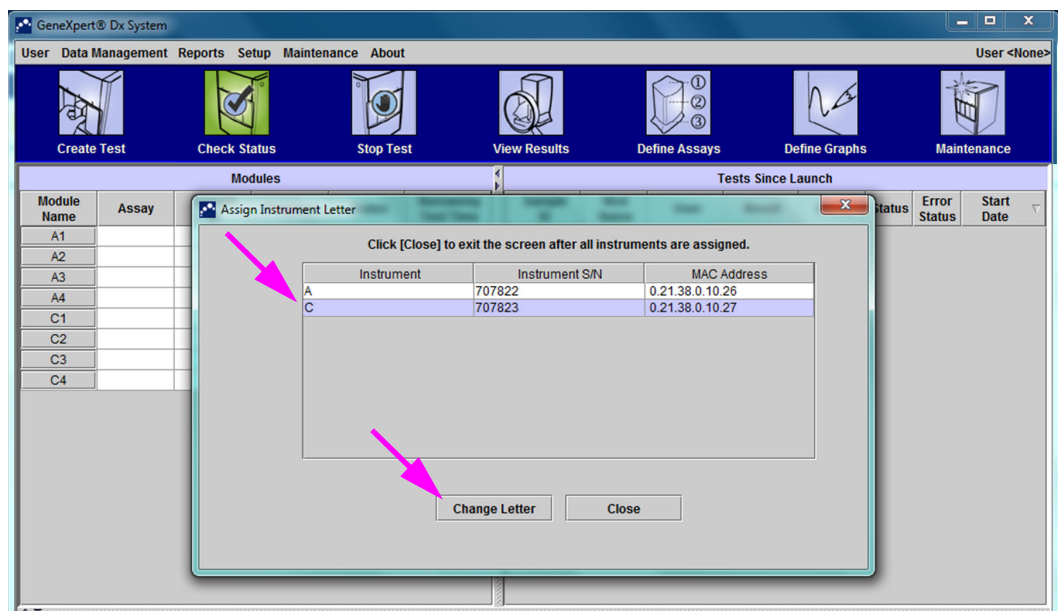 GeneXpert® Dx System
User Data Management Reports Setup Maintenance About User <None>
Create Test Check Status Stop Test View Results Define Assays Define Graphs Maintenance
Modules Tests Since Launch
Module Name Assay Status Error Status Start Date
Assign Instrument Letter
Click [Close] to exit the screen after all instruments are assigned.
Instrument Instrument S/N MAC Address
A 707822 0.21.38.0.10.26
C 707823 0.21.38.0.10.27
A1
A2
A3
A4
C1
C2
C3
C4
Change Letter Close